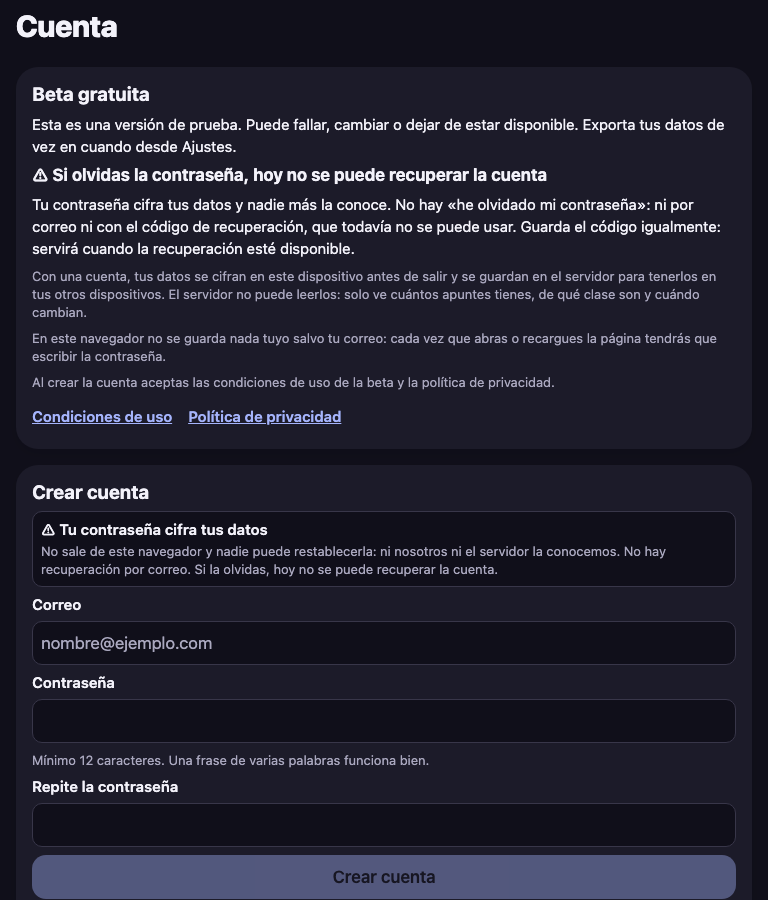 Cuenta
Beta gratuita
Esta es una versión de prueba. Puede fallar, cambiar o dejar de estar disponible. Exporta tus datos de
vez en cuando desde Ajustes.
⚠ Si olvidas la contraseña, hoy no se puede recuperar la cuenta
Tu contraseña cifra tus datos y nadie más la conoce. No hay «he olvidado mi contraseña»: ni por
correo ni con el código de recuperación, que todavía no se puede usar. Guarda el código igualmente:
servirá cuando la recuperación esté disponible.
Con una cuenta, tus datos se cifran en este dispositivo antes de salir y se guardan en el servidor para tenerlos en
tus otros dispositivos. El servidor no puede leerlos: solo ve cuántos apuntes tienes, de qué clase son y cuándo
cambian.
En este navegador no se guarda nada tuyo salvo tu correo: cada vez que abras o recargues la página tendrás que
escribir la contraseña.
Al crear la cuenta aceptas las condiciones de uso de la beta y la política de privacidad.
Condiciones de uso Política de privacidad
Crear cuenta
⚠ Tu contraseña cifra tus datos
No sale de este navegador y nadie puede restablecerla: ni nosotros ni el servidor la conocemos. No hay
recuperación por correo. Si la olvidas, hoy no se puede recuperar la cuenta.
Correo
nombre@ejemplo.com
Contraseña
Mínimo 12 caracteres. Una frase de varias palabras funciona bien.
Repite la contraseña
Crear cuenta